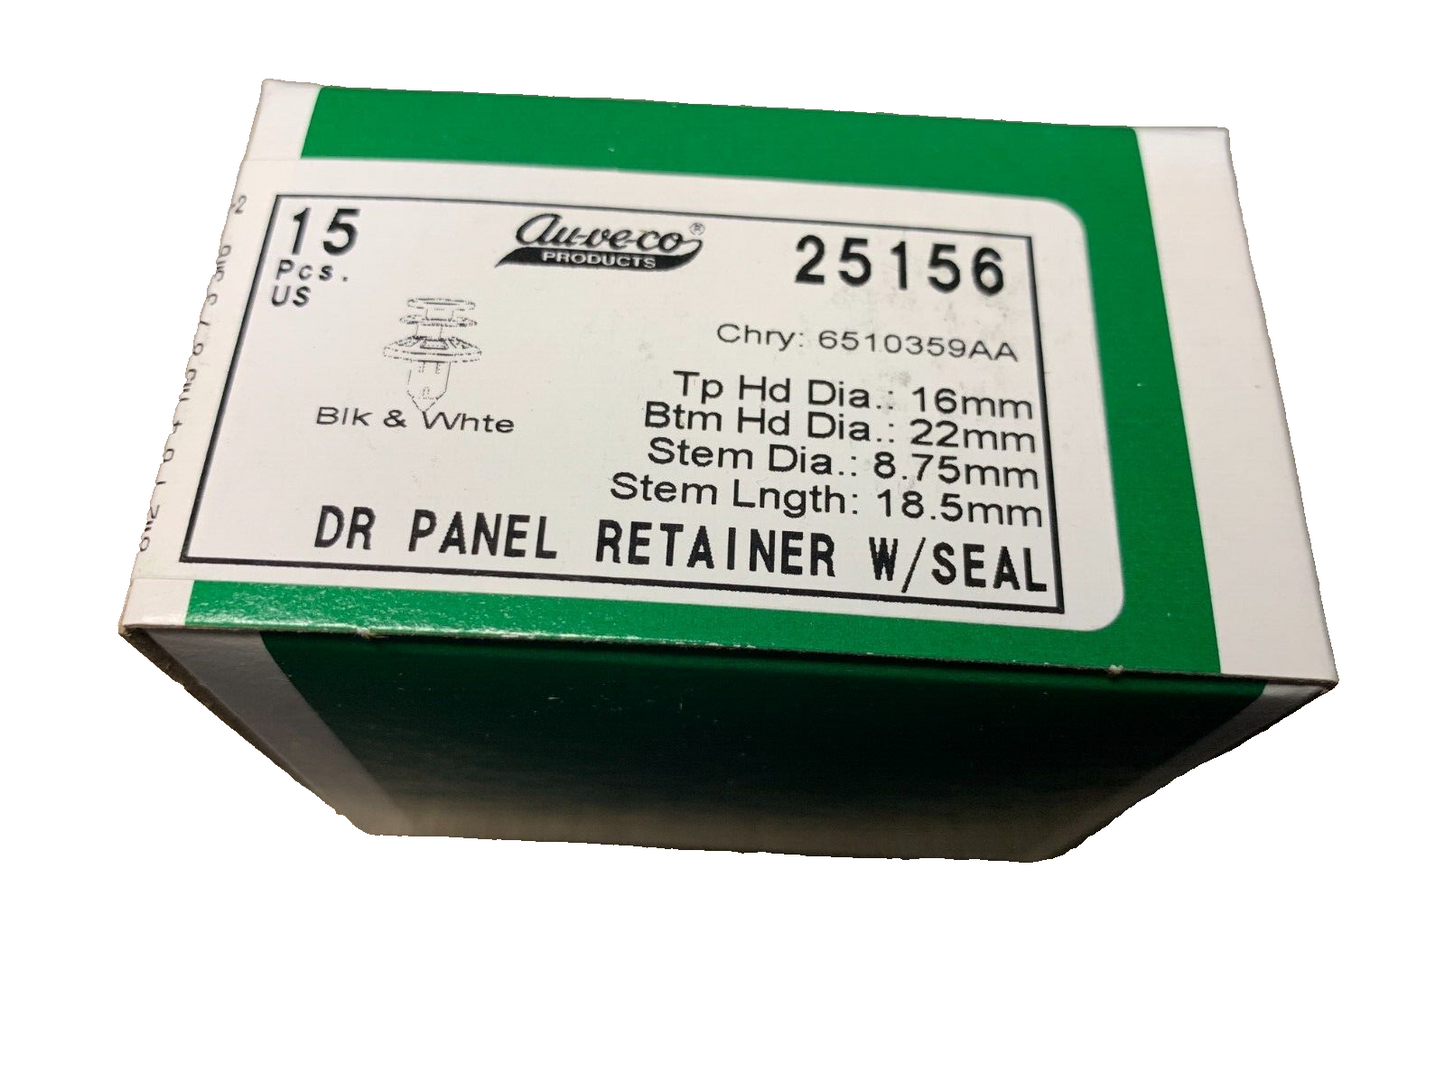 15
Pcs.
US
Au-ve-co®
PRODUCTS
25156
Chry: 6510359AA
Tp Hd Dia.: 16mm
Btm Hd Dia.: 22mm
Stem Dia.: 8.75mm
Stem Lngth: 18.5mm
Blk & Whte
DR PANEL RETAINER W/SEAL